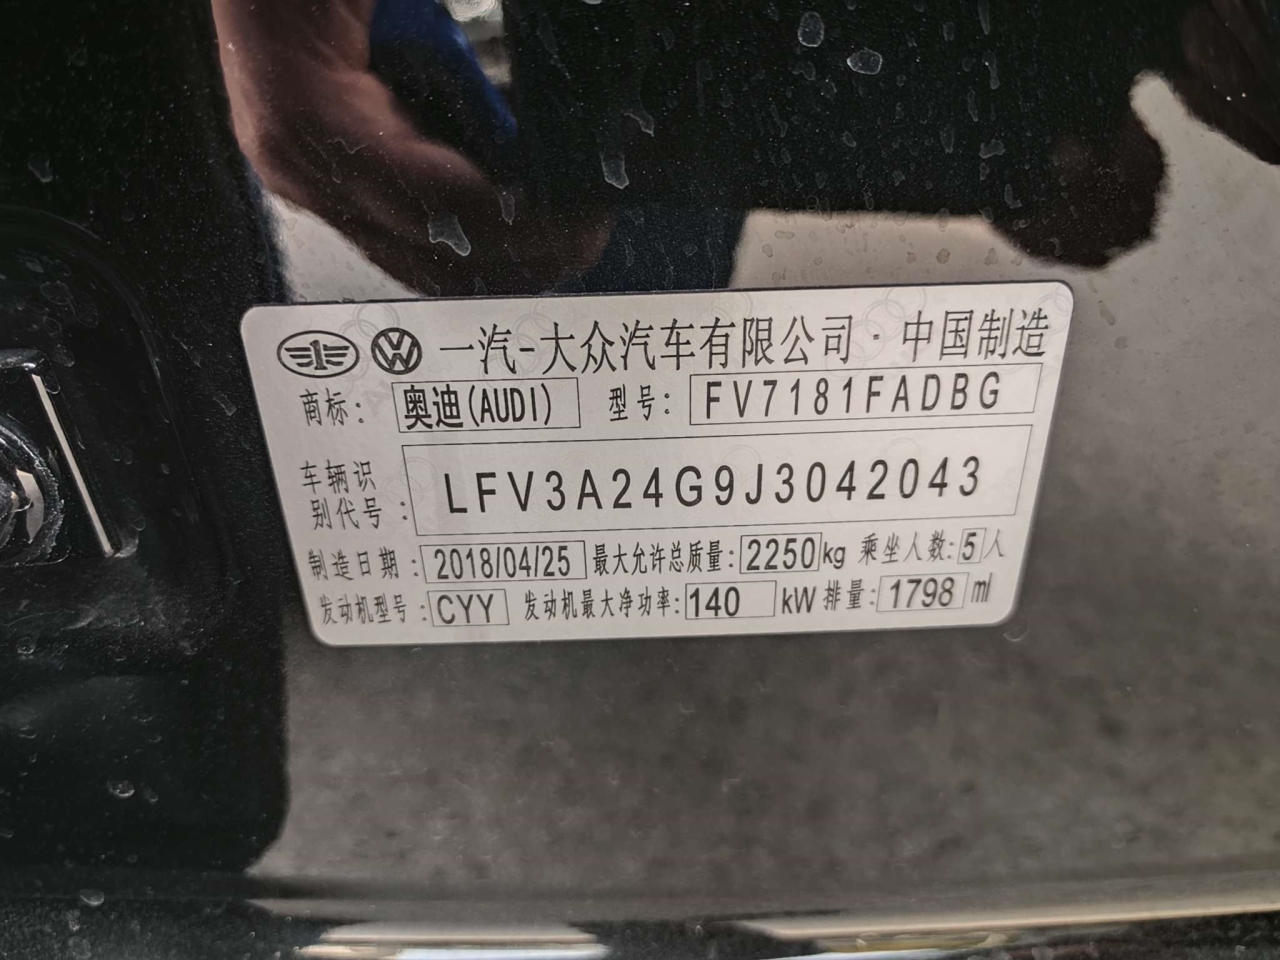 一汽-大众汽车有限公司·中国制造
商标: 奥迪(AUDI) 型号: FV7181FADBG
车辆识别代号: LFV3A24G9J3042043
制造日期: 2018/04/25 最大允许总质量: 2250kg 乘坐人数: 5人
发动机型号: CYY 发动机最大净功率: 140 kW 排量: 1798 ml